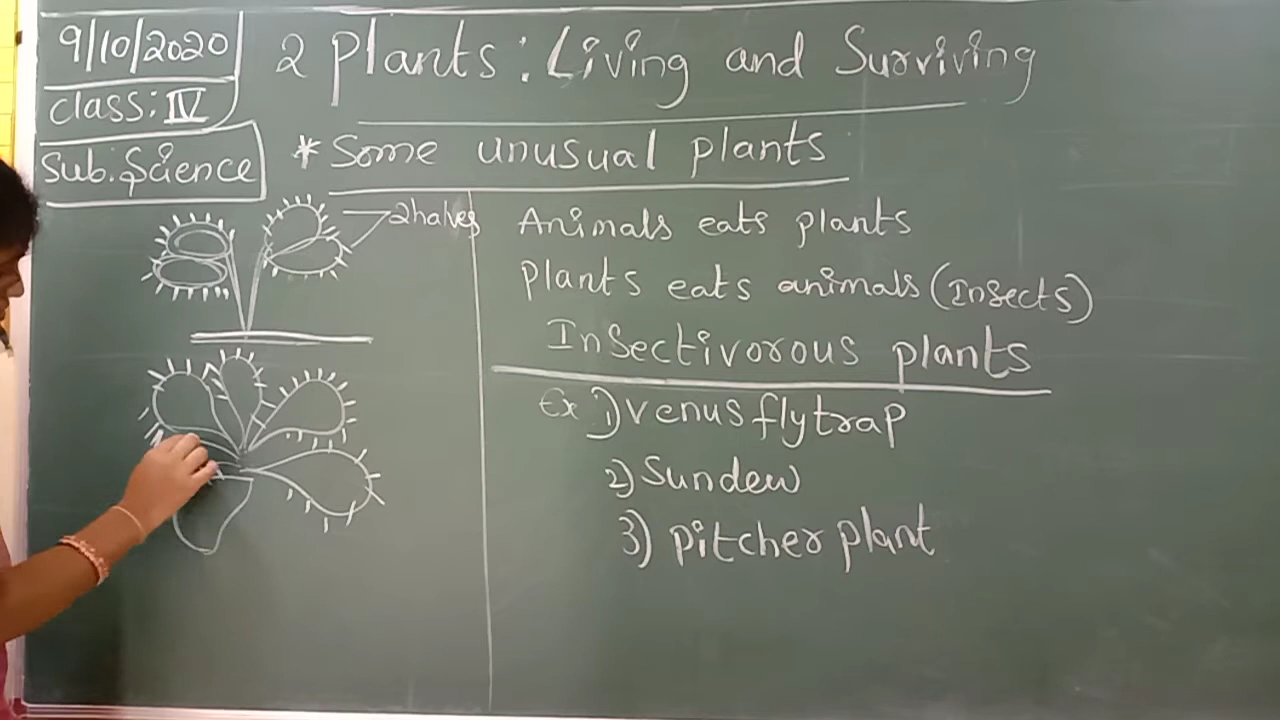 9/10/2020
class: IV
Sub: Science
2 Plants: Living and Surviving
* Some unusual plants
2 halves
Animals eats plants
Plants eats animals (Insects)
Insectivorous plants
Ex 1) Venus flytrap
2) Sundew
3) Pitcher plant